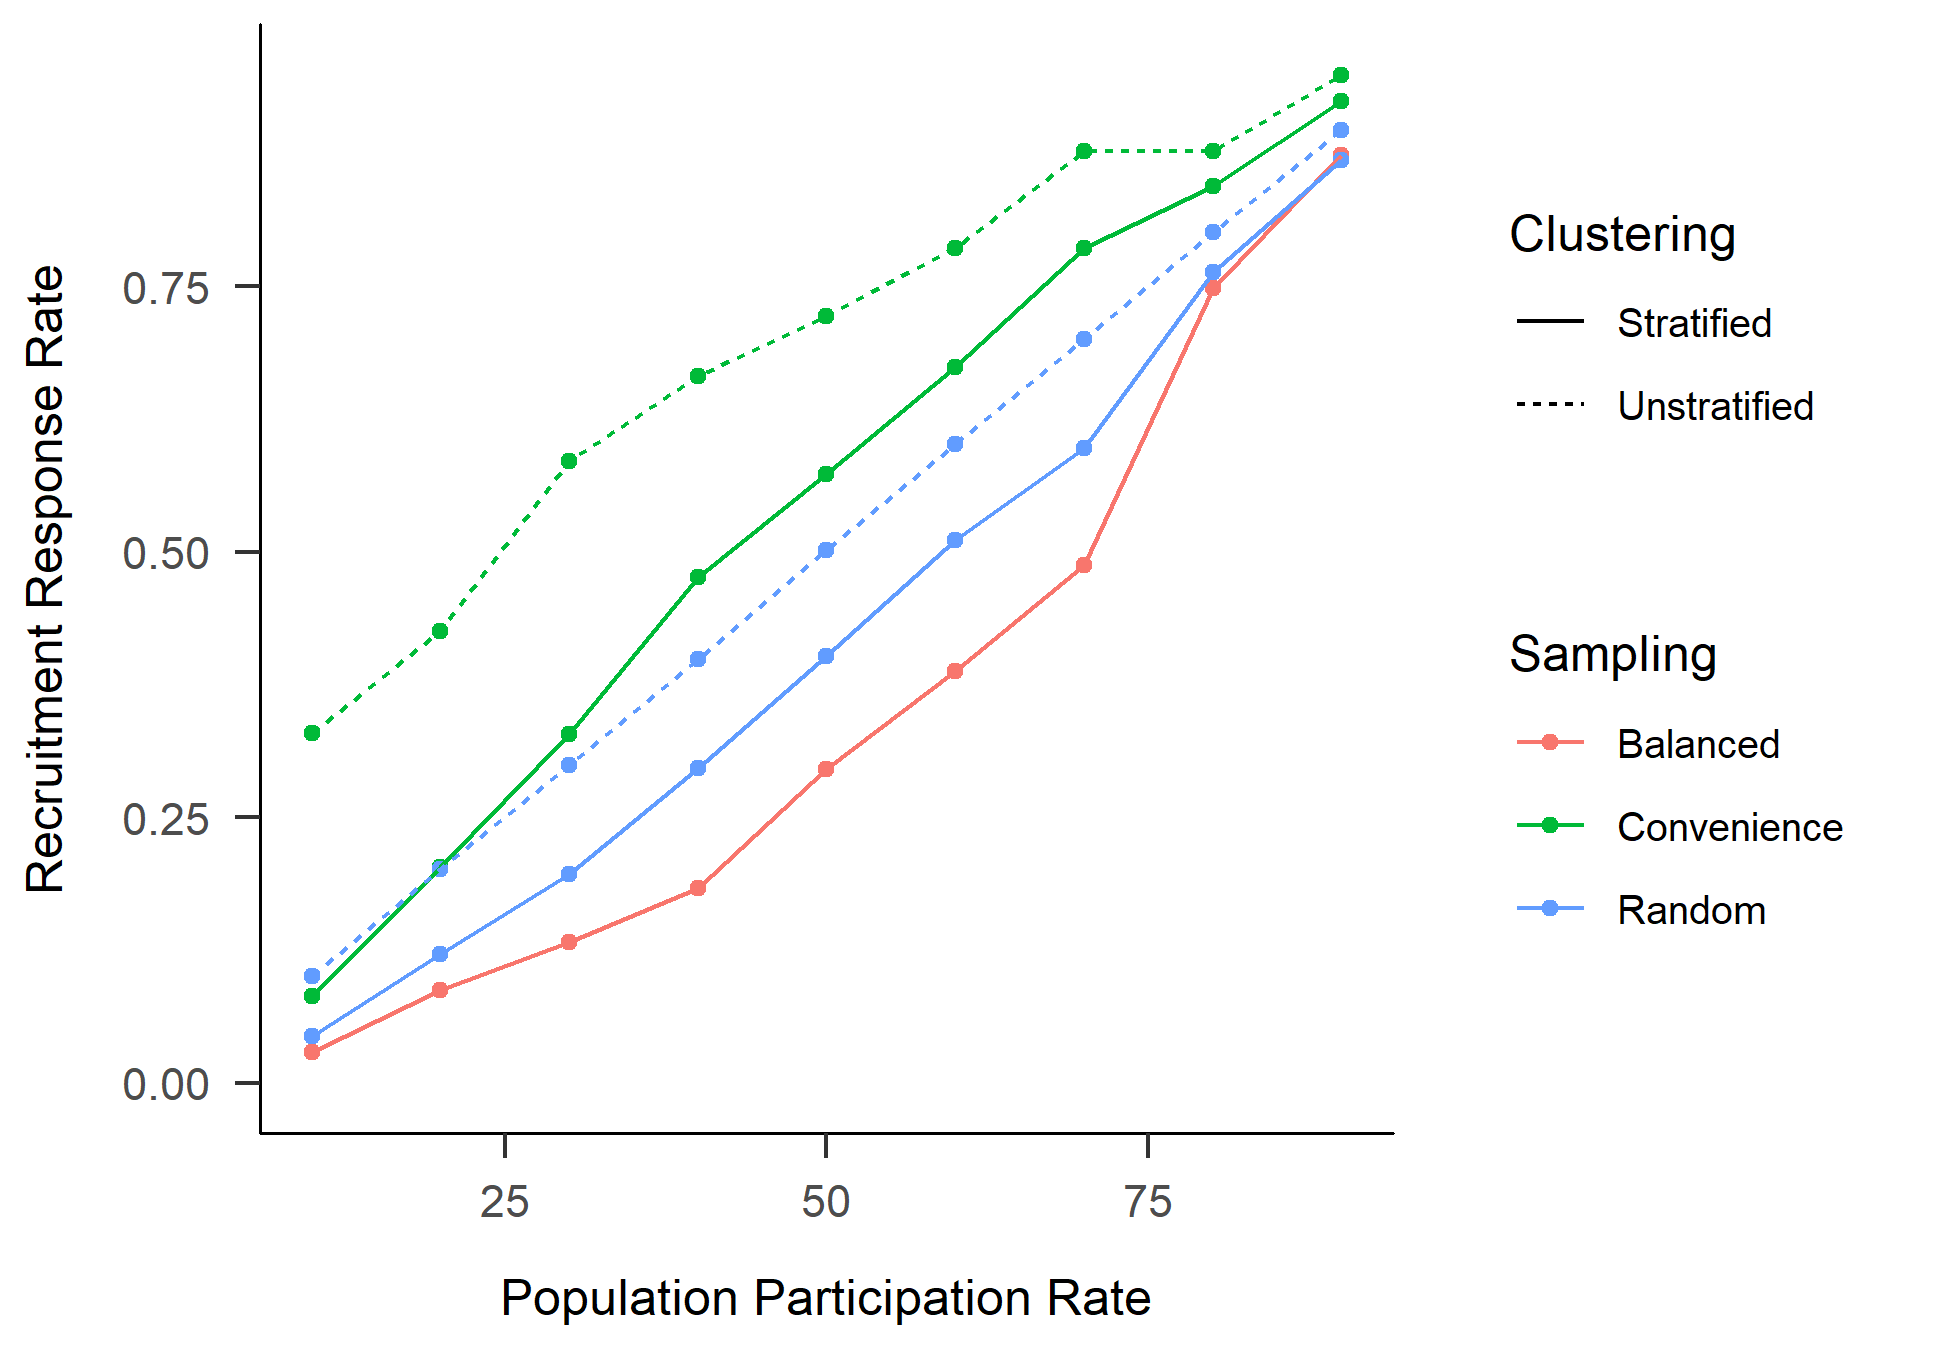 Recruitment Response Rate
0.75
0.50
0.25
0.00
25
50
75
Population Participation Rate
Clustering
Stratified
Unstratified
Sampling
Balanced
Convenience
Random